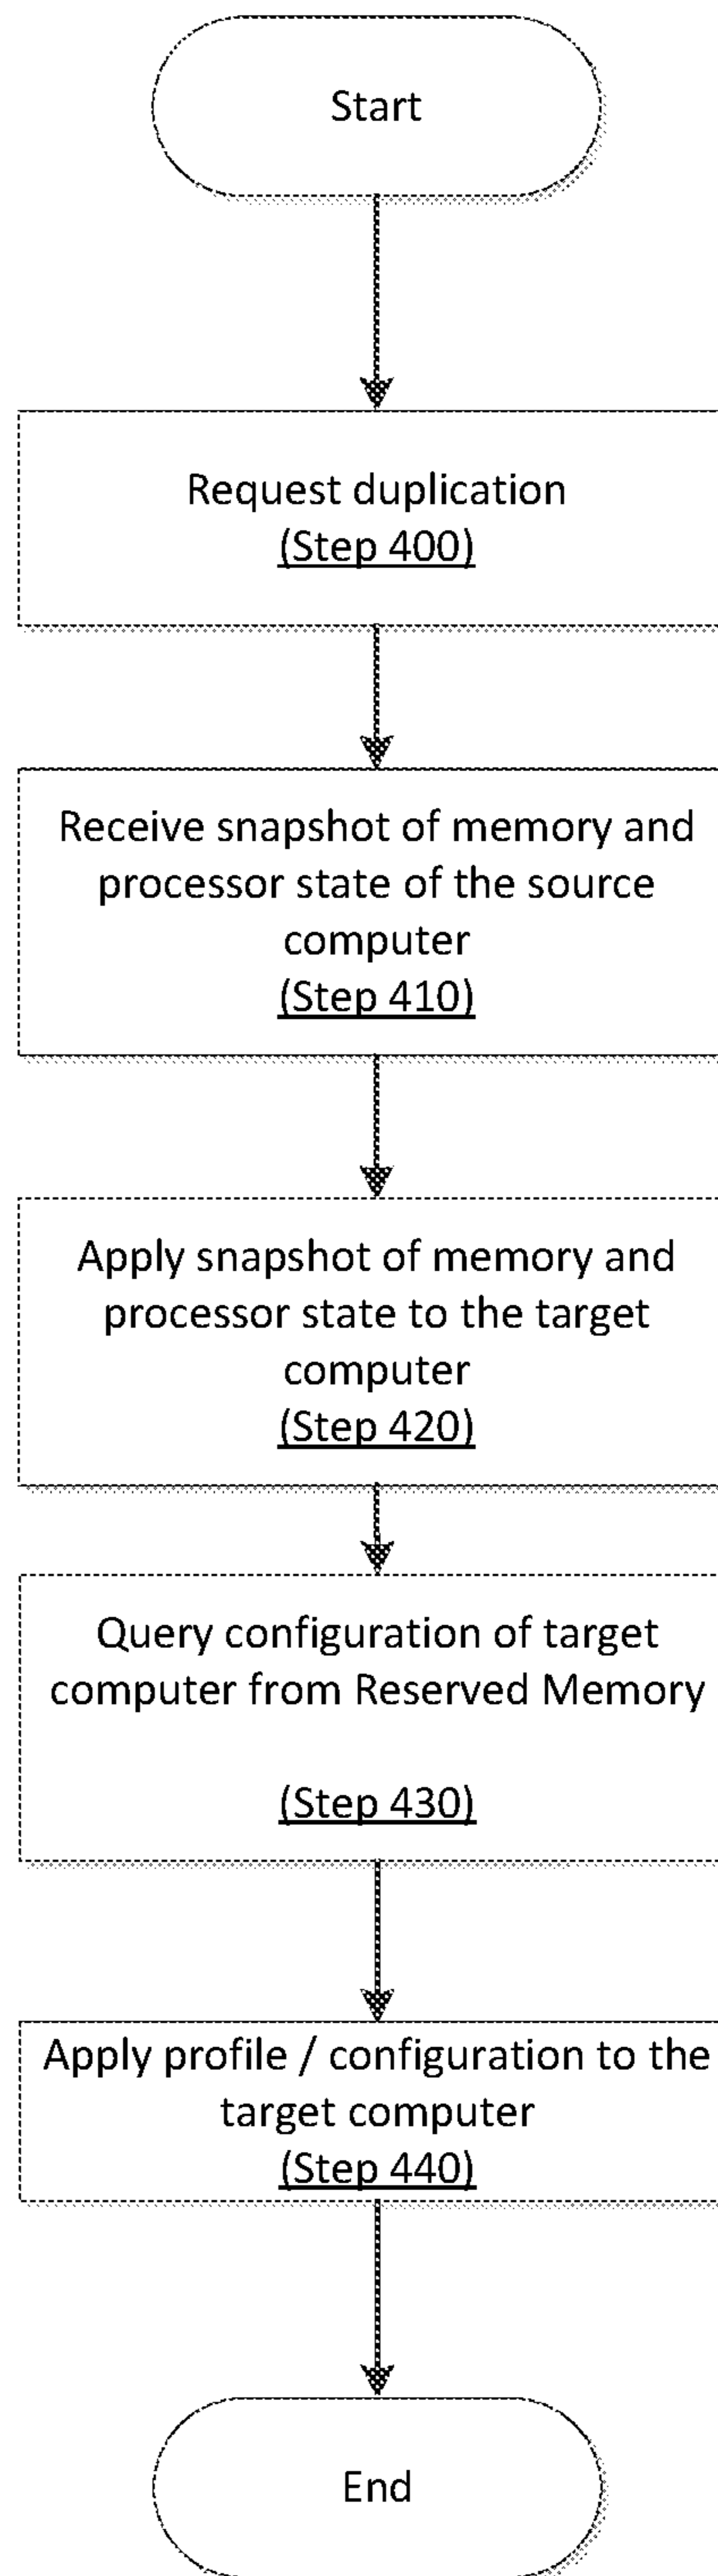 Start
Request duplication
(Step 400)
Receive snapshot of memory and
processor state of the source
computer
(Step 410)
Apply snapshot of memory and
processor state to the target
computer
(Step 420)
Query configuration of target
computer from Reserved Memory
(Step 430)
Apply profile / configuration to the
target computer
(Step 440)
End